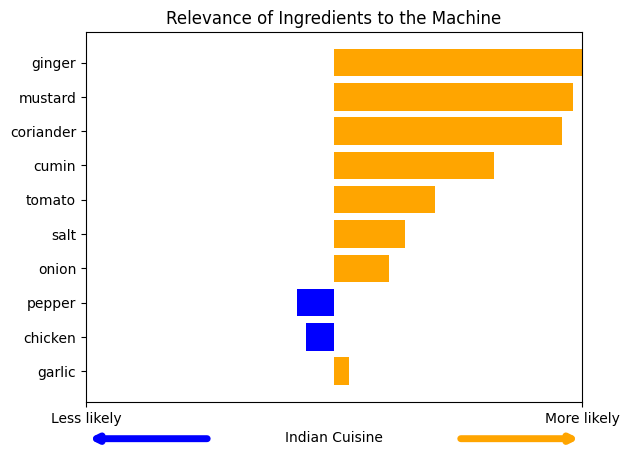 Relevance of Ingredients to the Machine
ginger
mustard
coriander
cumin
tomato
salt
onion
pepper
chicken
garlic
Less likely
More likely
Indian Cuisine